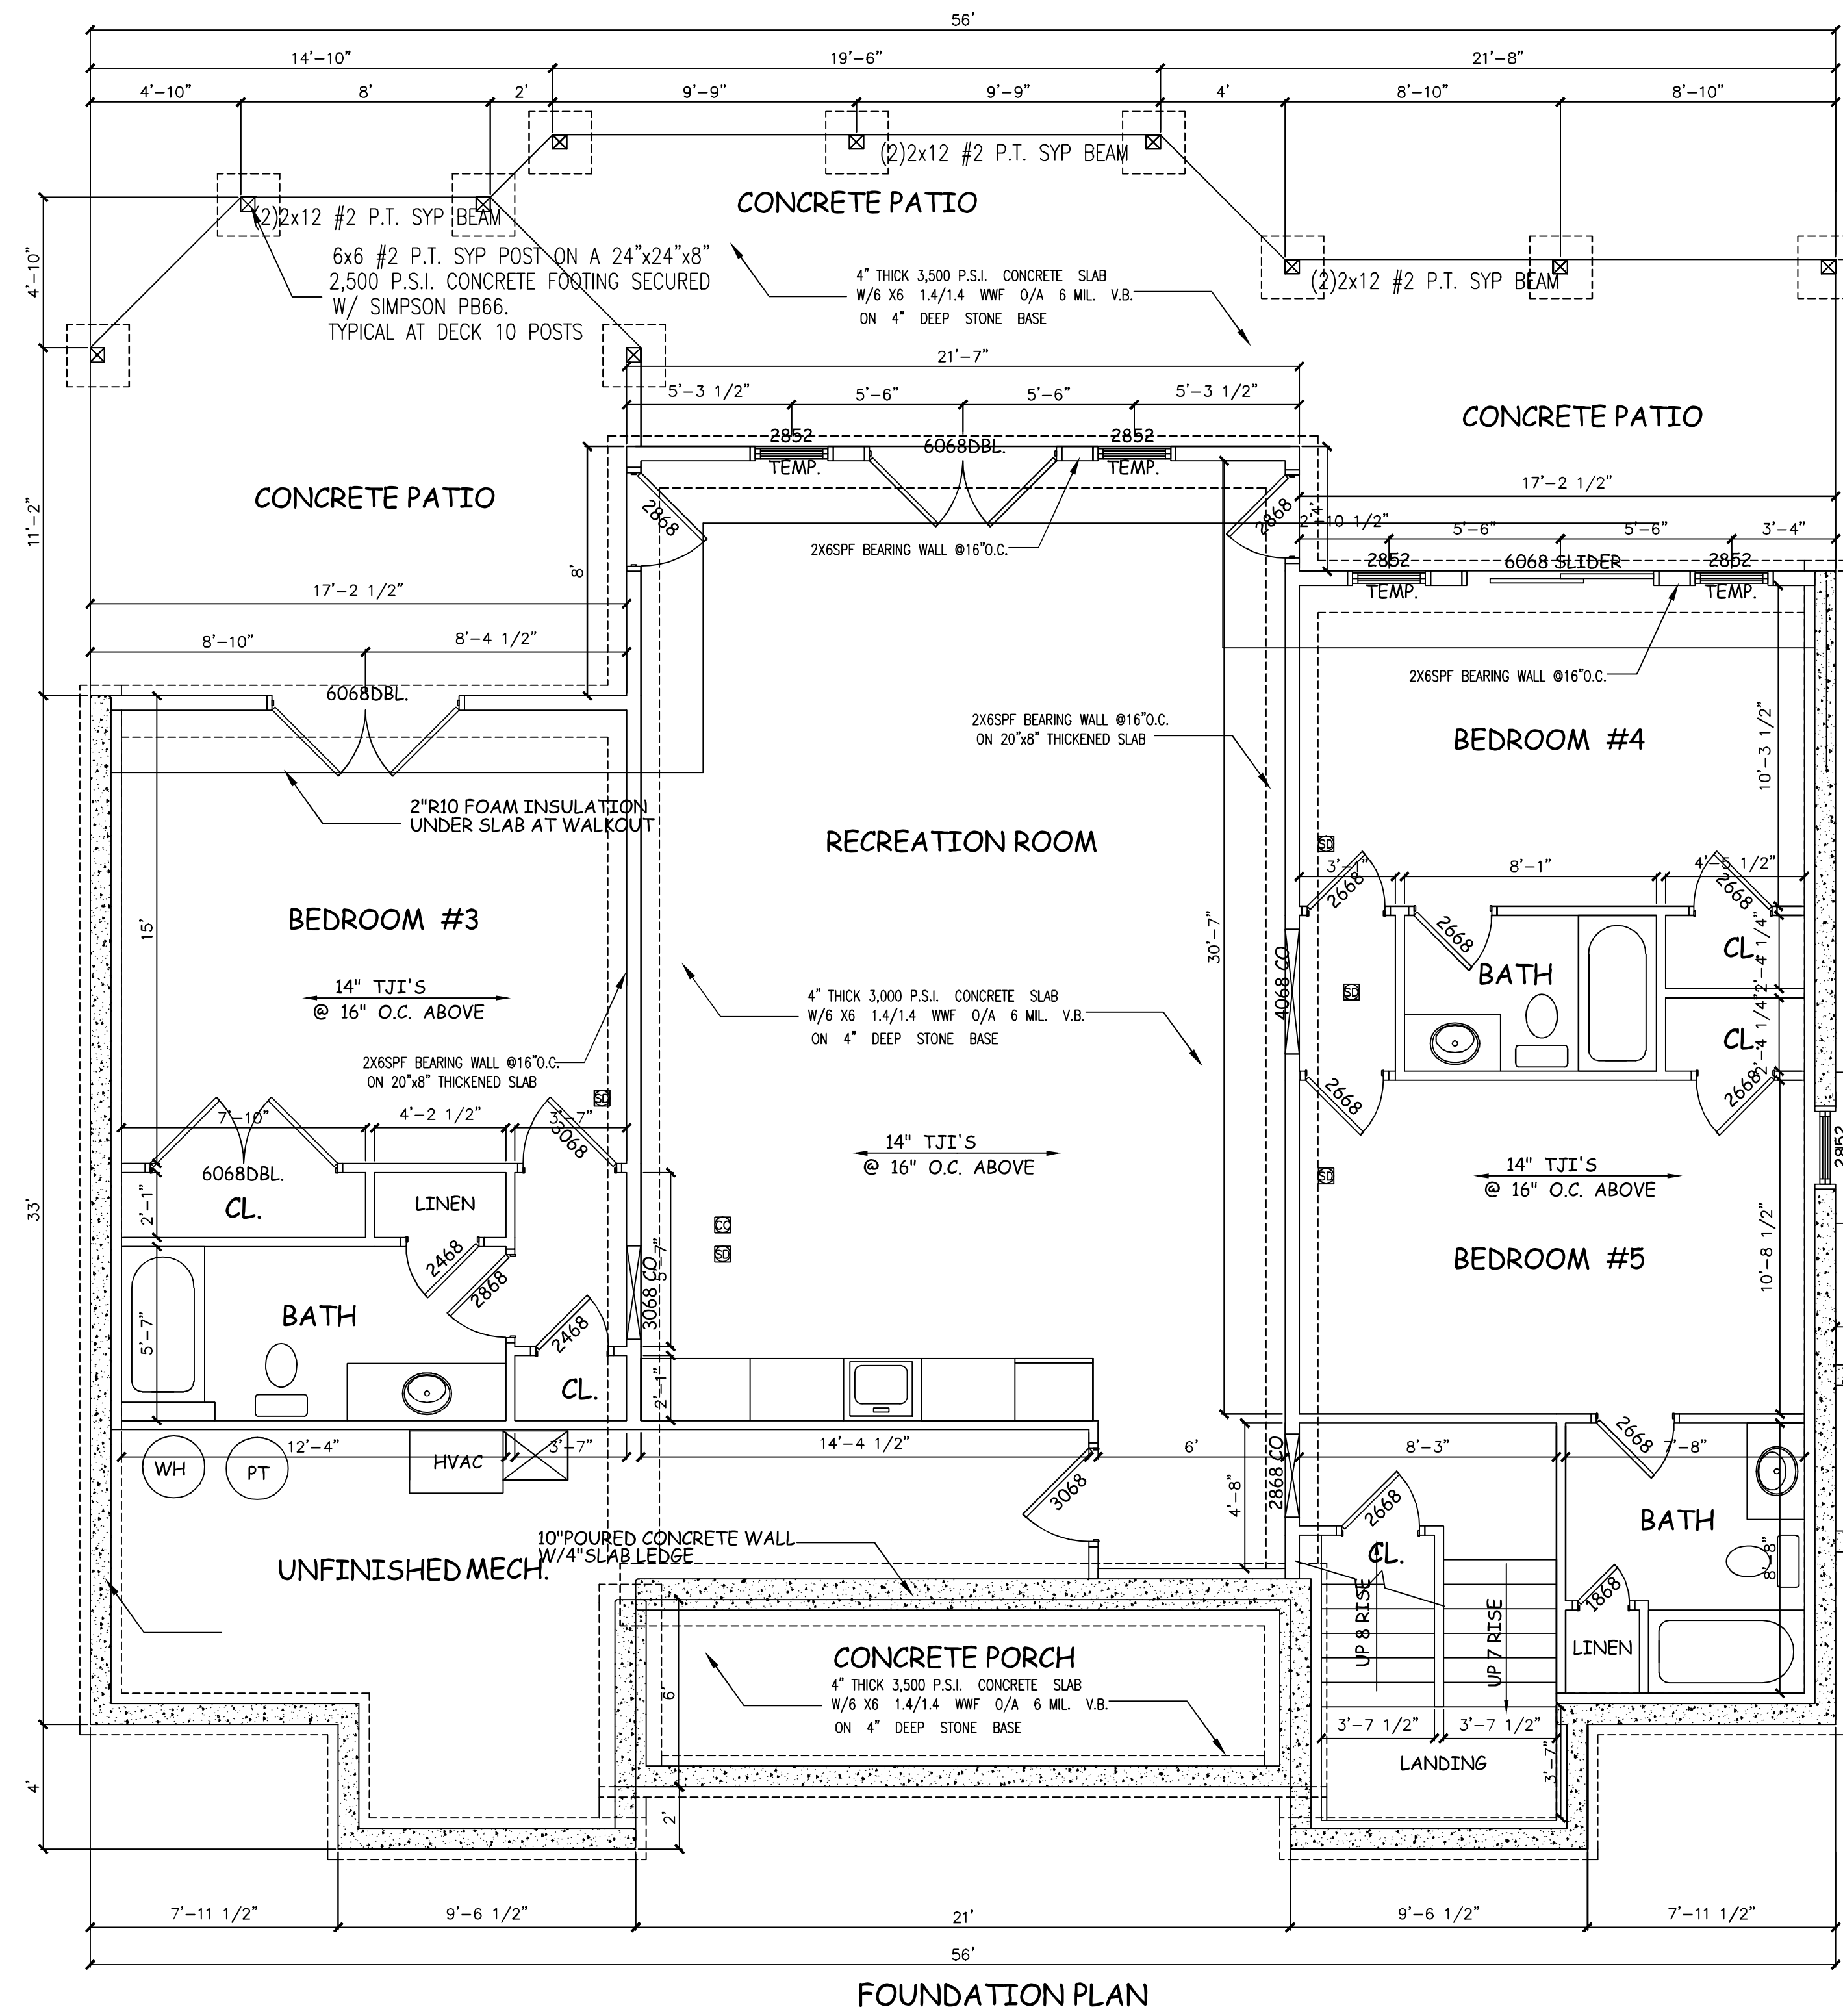 56'
14'-10"
19'-6"
21'-8"
4'-10"
8'
2'
9'-9"
9'-9"
4'
8'-10"
8'-10"
(2)2x12 #2 P.T. SYP BEAM
CONCRETE PATIO
(2)2x12 #2 P.T. SYP BEAM
6x6 #2 P.T. SYP POST ON A 24"x24"x8"
2,500 P.S.I. CONCRETE FOOTING SECURED
W/ SIMPSON PB66.
TYPICAL AT DECK 10 POSTS
4" THICK 3,500 P.S.I. CONCRETE SLAB
W/6 X6 1.4/1.4 WWF O/A 6 MIL. V.B.
ON 4" DEEP STONE BASE
(2)2x12 #2 P.T. SYP BEAM
4'-10"
21'-7"
5'-3 1/2"
5'-6"
5'-6"
5'-3 1/2"
CONCRETE PATIO
2852
TEMP.
6068DBL.
2852
TEMP.
CONCRETE PATIO
11'-2"
2868
2868
2X6SPF BEARING WALL @16"O.C.
8'
4'
17'-2 1/2"
2'-10 1/2"
5'-6"
5'-6"
3'-4"
2852
TEMP.
6068 SLIDER
2852
TEMP.
17'-2 1/2"
8'-10"
8'-4 1/2"
6068DBL.
2X6SPF BEARING WALL @16"O.C.
2X6SPF BEARING WALL @16"O.C.
ON 20"x8" THICKENED SLAB
BEDROOM #4
10'-3 1/2"
2"R10 FOAM INSULATION
UNDER SLAB AT WALKOUT
RECREATION ROOM
SD
3'-1"
8'-1"
4'-5 1/2"
2668
2668
2668
BEDROOM #3
15'
30'-7"
14" TJI'S
@ 16" O.C. ABOVE
4" THICK 3,000 P.S.I. CONCRETE SLAB
W/6 X6 1.4/1.4 WWF O/A 6 MIL. V.B.
ON 4" DEEP STONE BASE
4068 CO
SD
BATH
CL.
2'-4 1/4"
CL.
2'-4 1/4"
2X6SPF BEARING WALL @16"O.C.
ON 20"x8" THICKENED SLAB
SD
2668
2668
7'-10"
4'-2 1/2"
3'-7"
3068
6068DBL.
CL.
LINEN
2'-1"
14" TJI'S
@ 16" O.C. ABOVE
SD
14" TJI'S
@ 16" O.C. ABOVE
2852
33'
CO
SD
BEDROOM #5
10'-8 1/2"
2468
2868
3068 CO
5'-7"
BATH
5'-7"
2468
CL.
2'-1"
WH
PT
12'-4"
HVAC
3'-7"
14'-4 1/2"
6'
8'-3"
7'-8"
2668
3068
4'-8"
2868 CO
2668
CL.
BATH
8'-8"
10"POURED CONCRETE WALL
W/4"SLAB LEDGE
UNFINISHED MECH.
1868
UP 8 RISE
UP 7 RISE
LINEN
CONCRETE PORCH
4" THICK 3,500 P.S.I. CONCRETE SLAB
W/6 X6 1.4/1.4 WWF O/A 6 MIL. V.B.
ON 4" DEEP STONE BASE
6'
3'-7 1/2"
3'-7 1/2"
LANDING
3'-7"
4'
2'
7'-11 1/2"
9'-6 1/2"
21'
9'-6 1/2"
7'-11 1/2"
56'
FOUNDATION PLAN